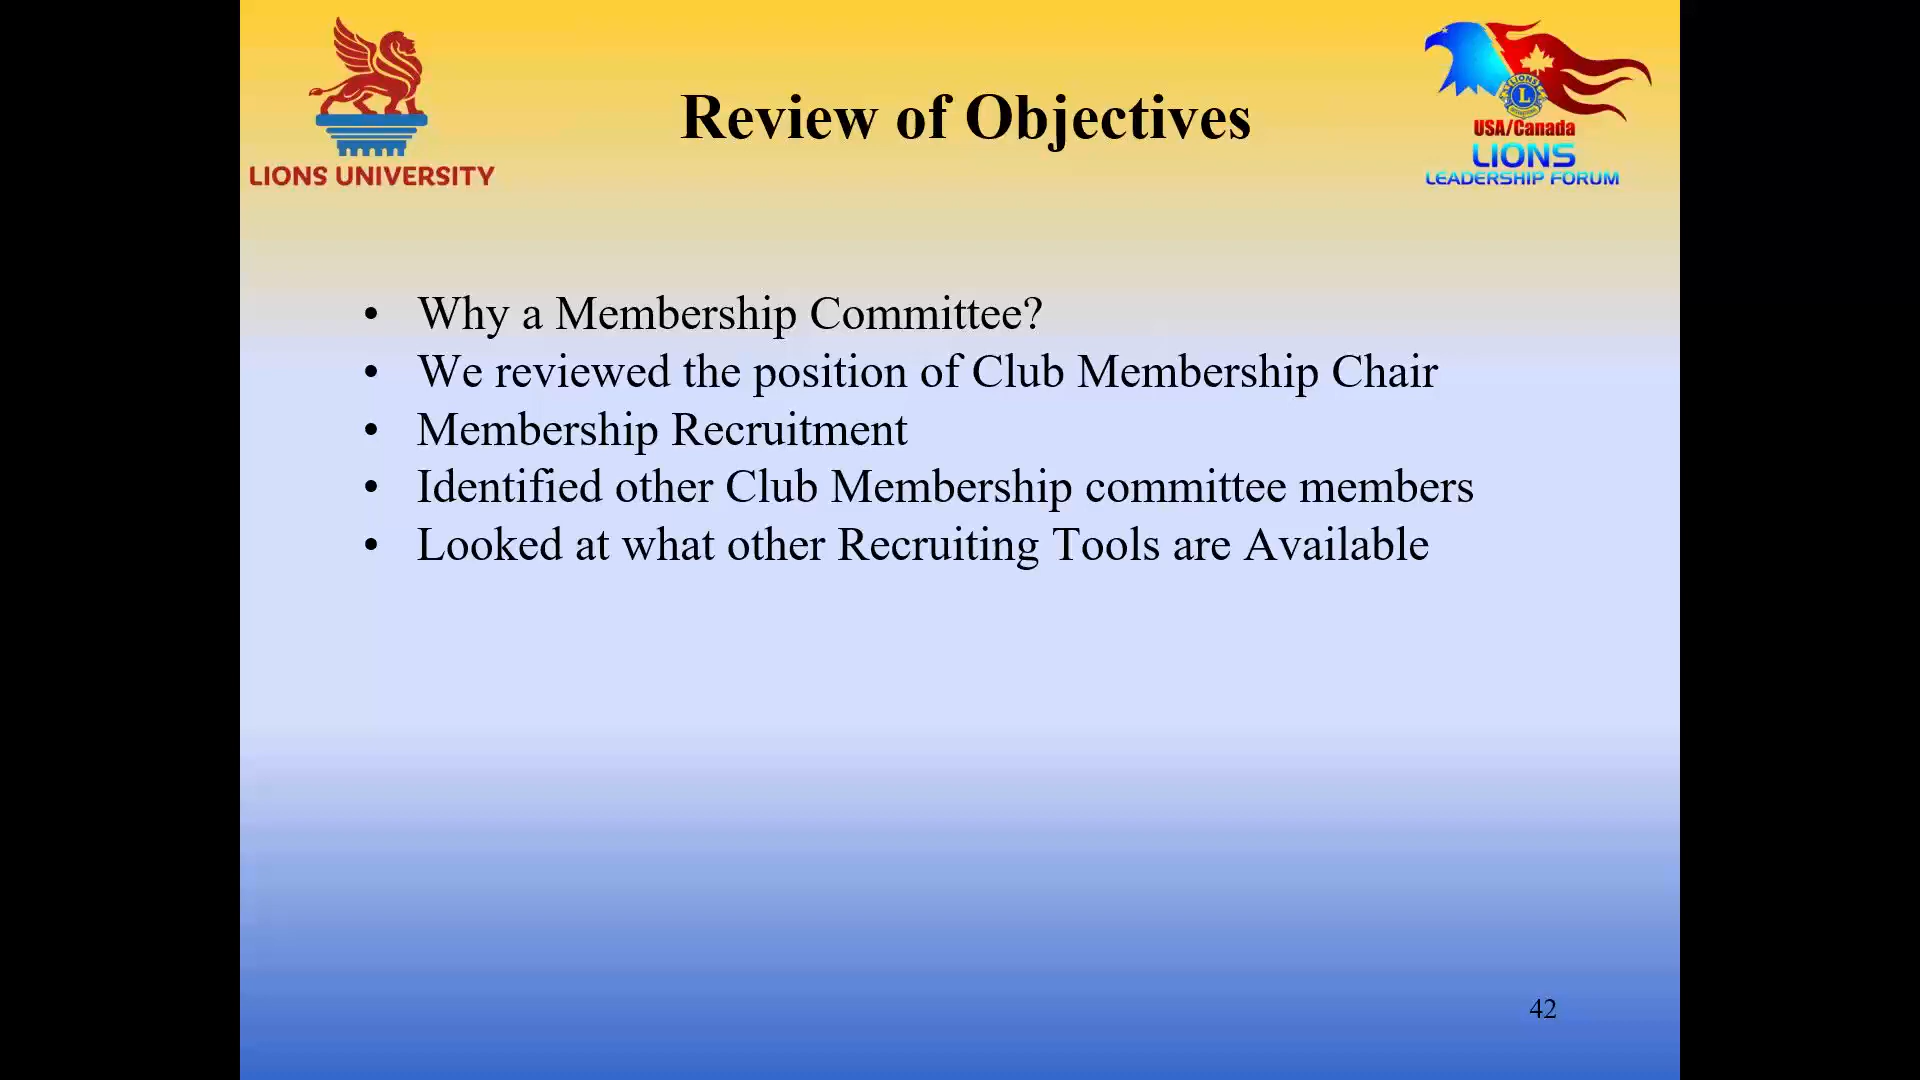 LIONS UNIVERSITY
Review of Objectives
LIONS
L
USA/Canada
LIONS
LEADERSHIP FORUM
• Why a Membership Committee?
• We reviewed the position of Club Membership Chair
• Membership Recruitment
• Identified other Club Membership committee members
• Looked at what other Recruiting Tools are Available
42